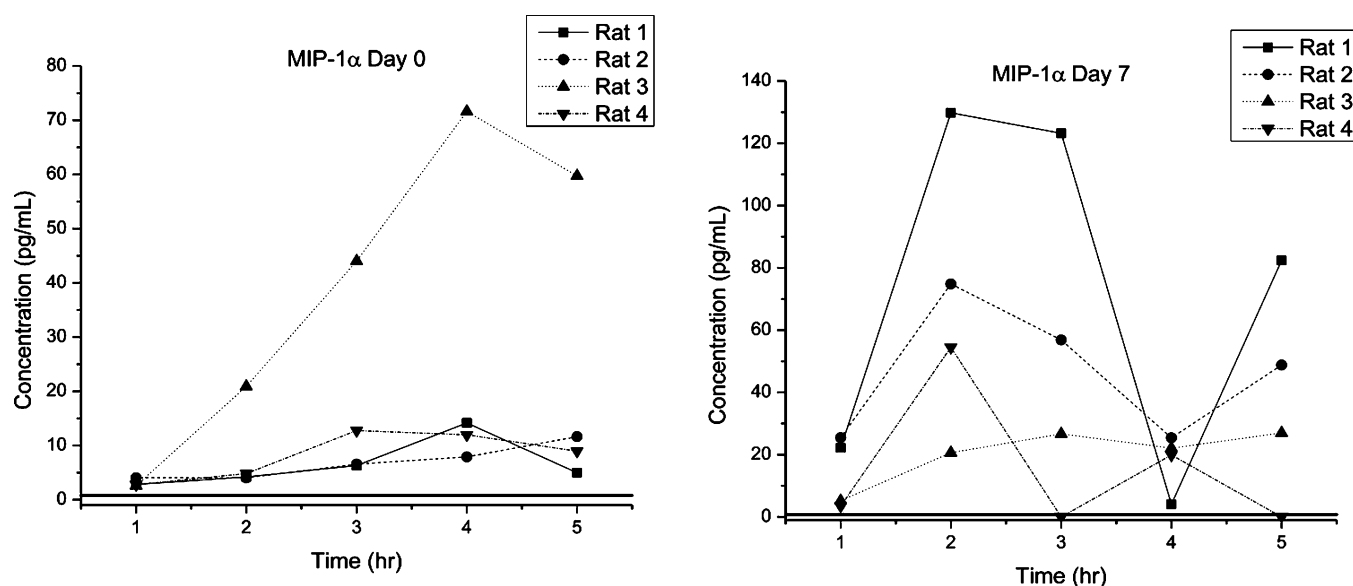 MIP-1α Day 0
Rat 1
Rat 2
Rat 3
Rat 4
80
70
60
50
40
30
20
10
0
Concentration (pg/mL)
1 2 3 4 5
Time (hr)
MIP-1α Day 7
Rat 1
Rat 2
Rat 3
Rat 4
140
120
100
80
60
40
20
0
Concentration (pg/mL)
1 2 3 4 5
Time (hr)